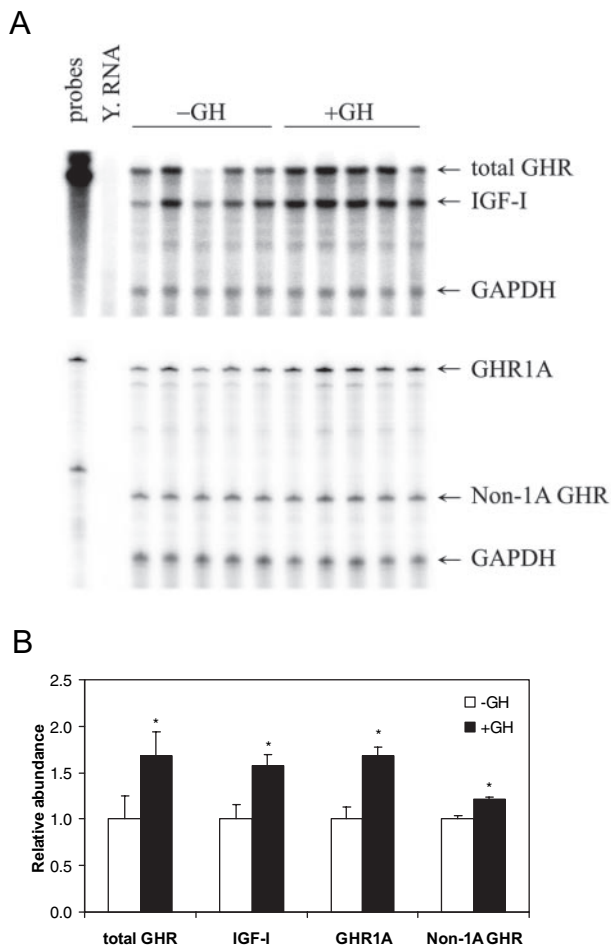 A
probes
Y. RNA
–GH
+GH
← total GHR
← IGF-I
← GAPDH
← GHR1A
← Non-1A GHR
← GAPDH
B
Relative abundance
2.5
2.0
1.5
1.0
0.5
0.0
* * * *
-GH
+GH
total GHR IGF-I GHR1A Non-1A GHR